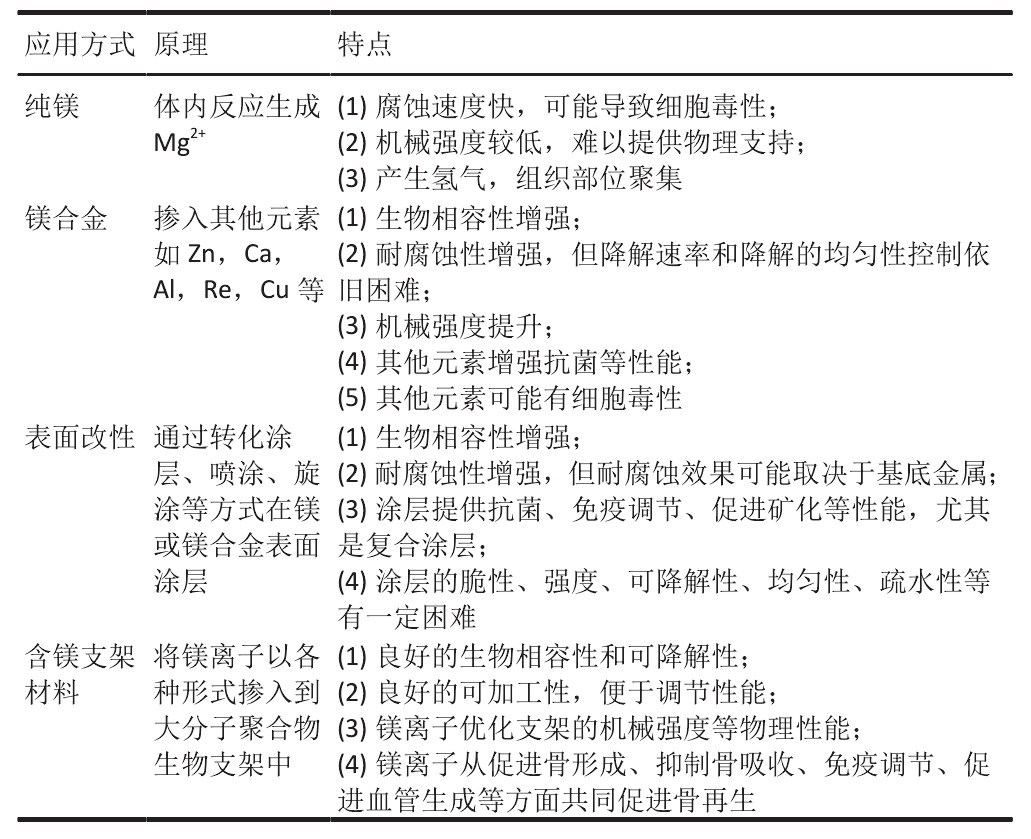 应用方式 原理 特点
纯镁 体内反应生成 (1) 腐蚀速度快，可能导致细胞毒性；
Mg²⁺ (2) 机械强度较低，难以提供物理支持；
(3) 产生氢气，组织部位聚集
镁合金 掺入其他元素 (1) 生物相容性增强；
如 Zn，Ca， (2) 耐腐蚀性增强，但降解速率和降解的均匀性控制依
Al，Re，Cu 等 旧困难；
(3) 机械强度提升；
(4) 其他元素增强抗菌等性能；
(5) 其他元素可能有细胞毒性
表面改性 通过转化涂 (1) 生物相容性增强；
层、喷涂、旋 (2) 耐腐蚀性增强，但耐腐蚀效果可能取决于基底金属；
涂等方式在镁 (3) 涂层提供抗菌、免疫调节、促进矿化等性能，尤其
或镁合金表面 是复合涂层；
涂层 (4) 涂层的脆性、强度、可降解性、均匀性、疏水性等
有一定困难
含镁支架 将镁离子以各 (1) 良好的生物相容性和可降解性；
材料 种形式掺入到 (2) 良好的可加工性，便于调节性能；
大分子聚合物 (3) 镁离子优化支架的机械强度等物理性能；
生物支架中 (4) 镁离子从促进骨形成、抑制骨吸收、免疫调节、促
进血管生成等方面共同促进骨再生